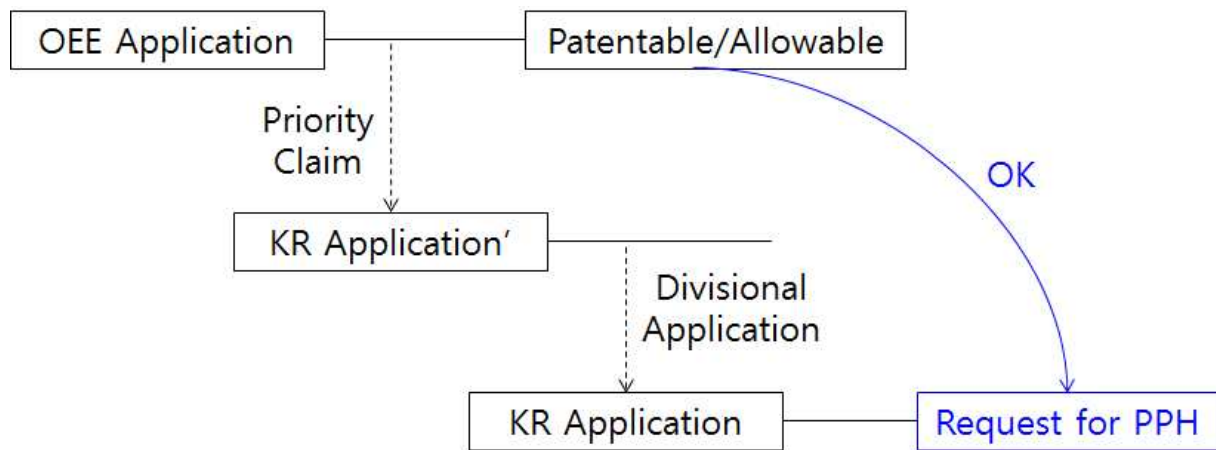 OEE Application
Patentable/Allowable
Priority
Claim
OK
KR Application’
Divisional
Application
KR Application
Request for PPH